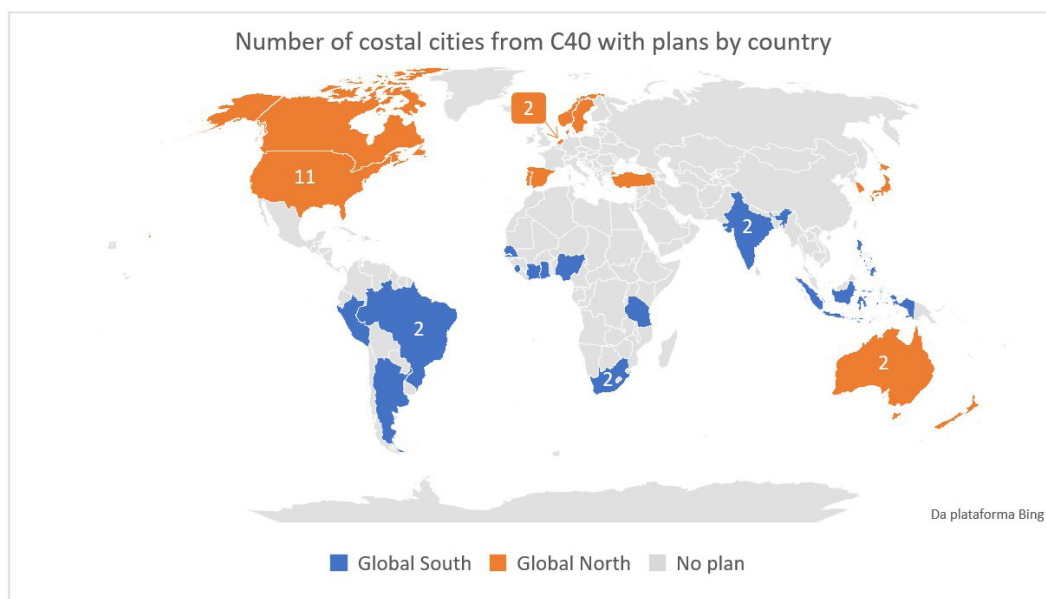 Number of costal cities from C40 with plans by country
2
11
2
2
2
2
Da plataforma Bing
Global South
Global North
No plan